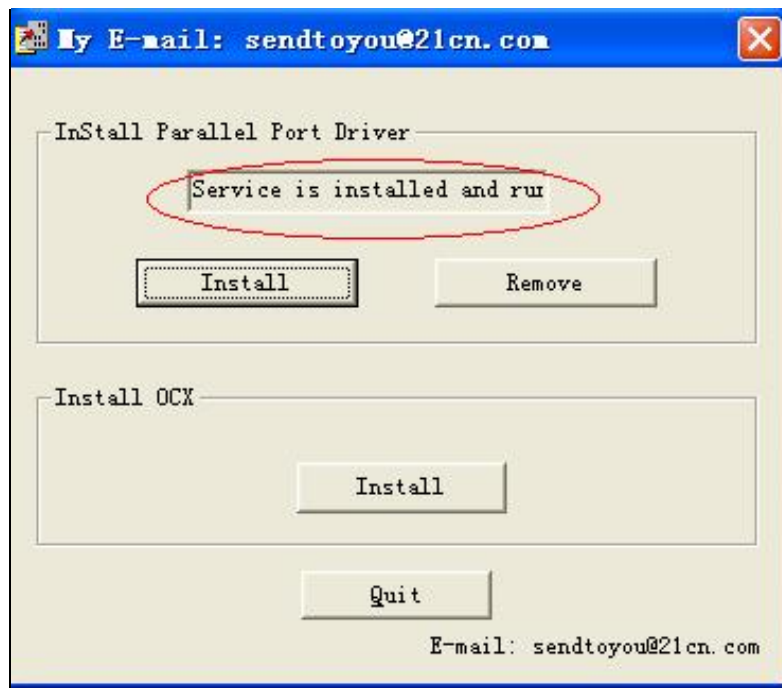 My E-mail: sendtoyou@21cn.com
InStall Parallel Port Driver
Service is installed and
Install Remove
Install OCX
Install
Quit
E-mail: sendtoyou@21cn.com